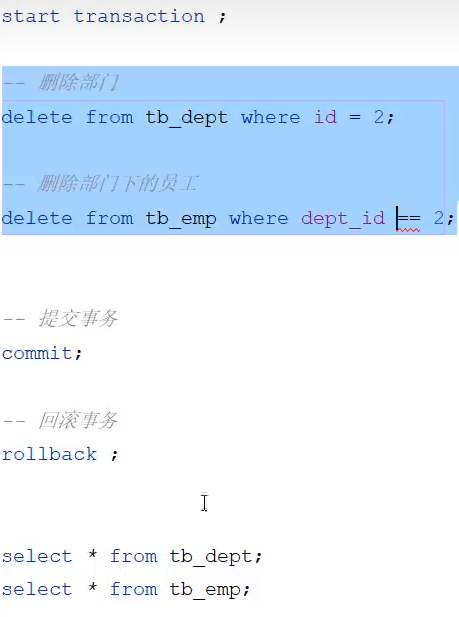 start transaction ;
-- 删除部门
delete from tb_dept where id = 2;
-- 删除部门下的员工
delete from tb_emp where dept_id == 2;
-- 提交事务
commit;
-- 回滚事务
rollback ;
select * from tb_dept;
select * from tb_emp;